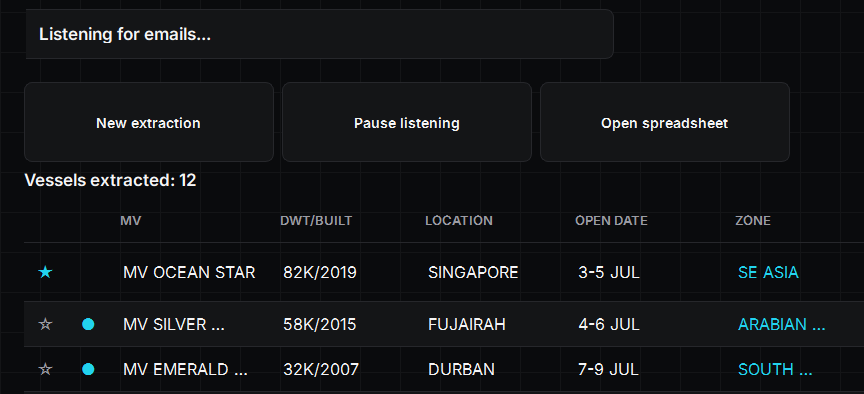 Listening for emails...
New extraction Pause listening Open spreadsheet
Vessels extracted: 12
MV DWT/BUILT LOCATION OPEN DATE ZONE
MV OCEAN STAR 82K/2019 SINGAPORE 3-5 JUL SE ASIA
MV SILVER ... 58K/2015 FUJAIRAH 4-6 JUL ARABIAN ...
MV EMERALD ... 32K/2007 DURBAN 7-9 JUL SOUTH ...